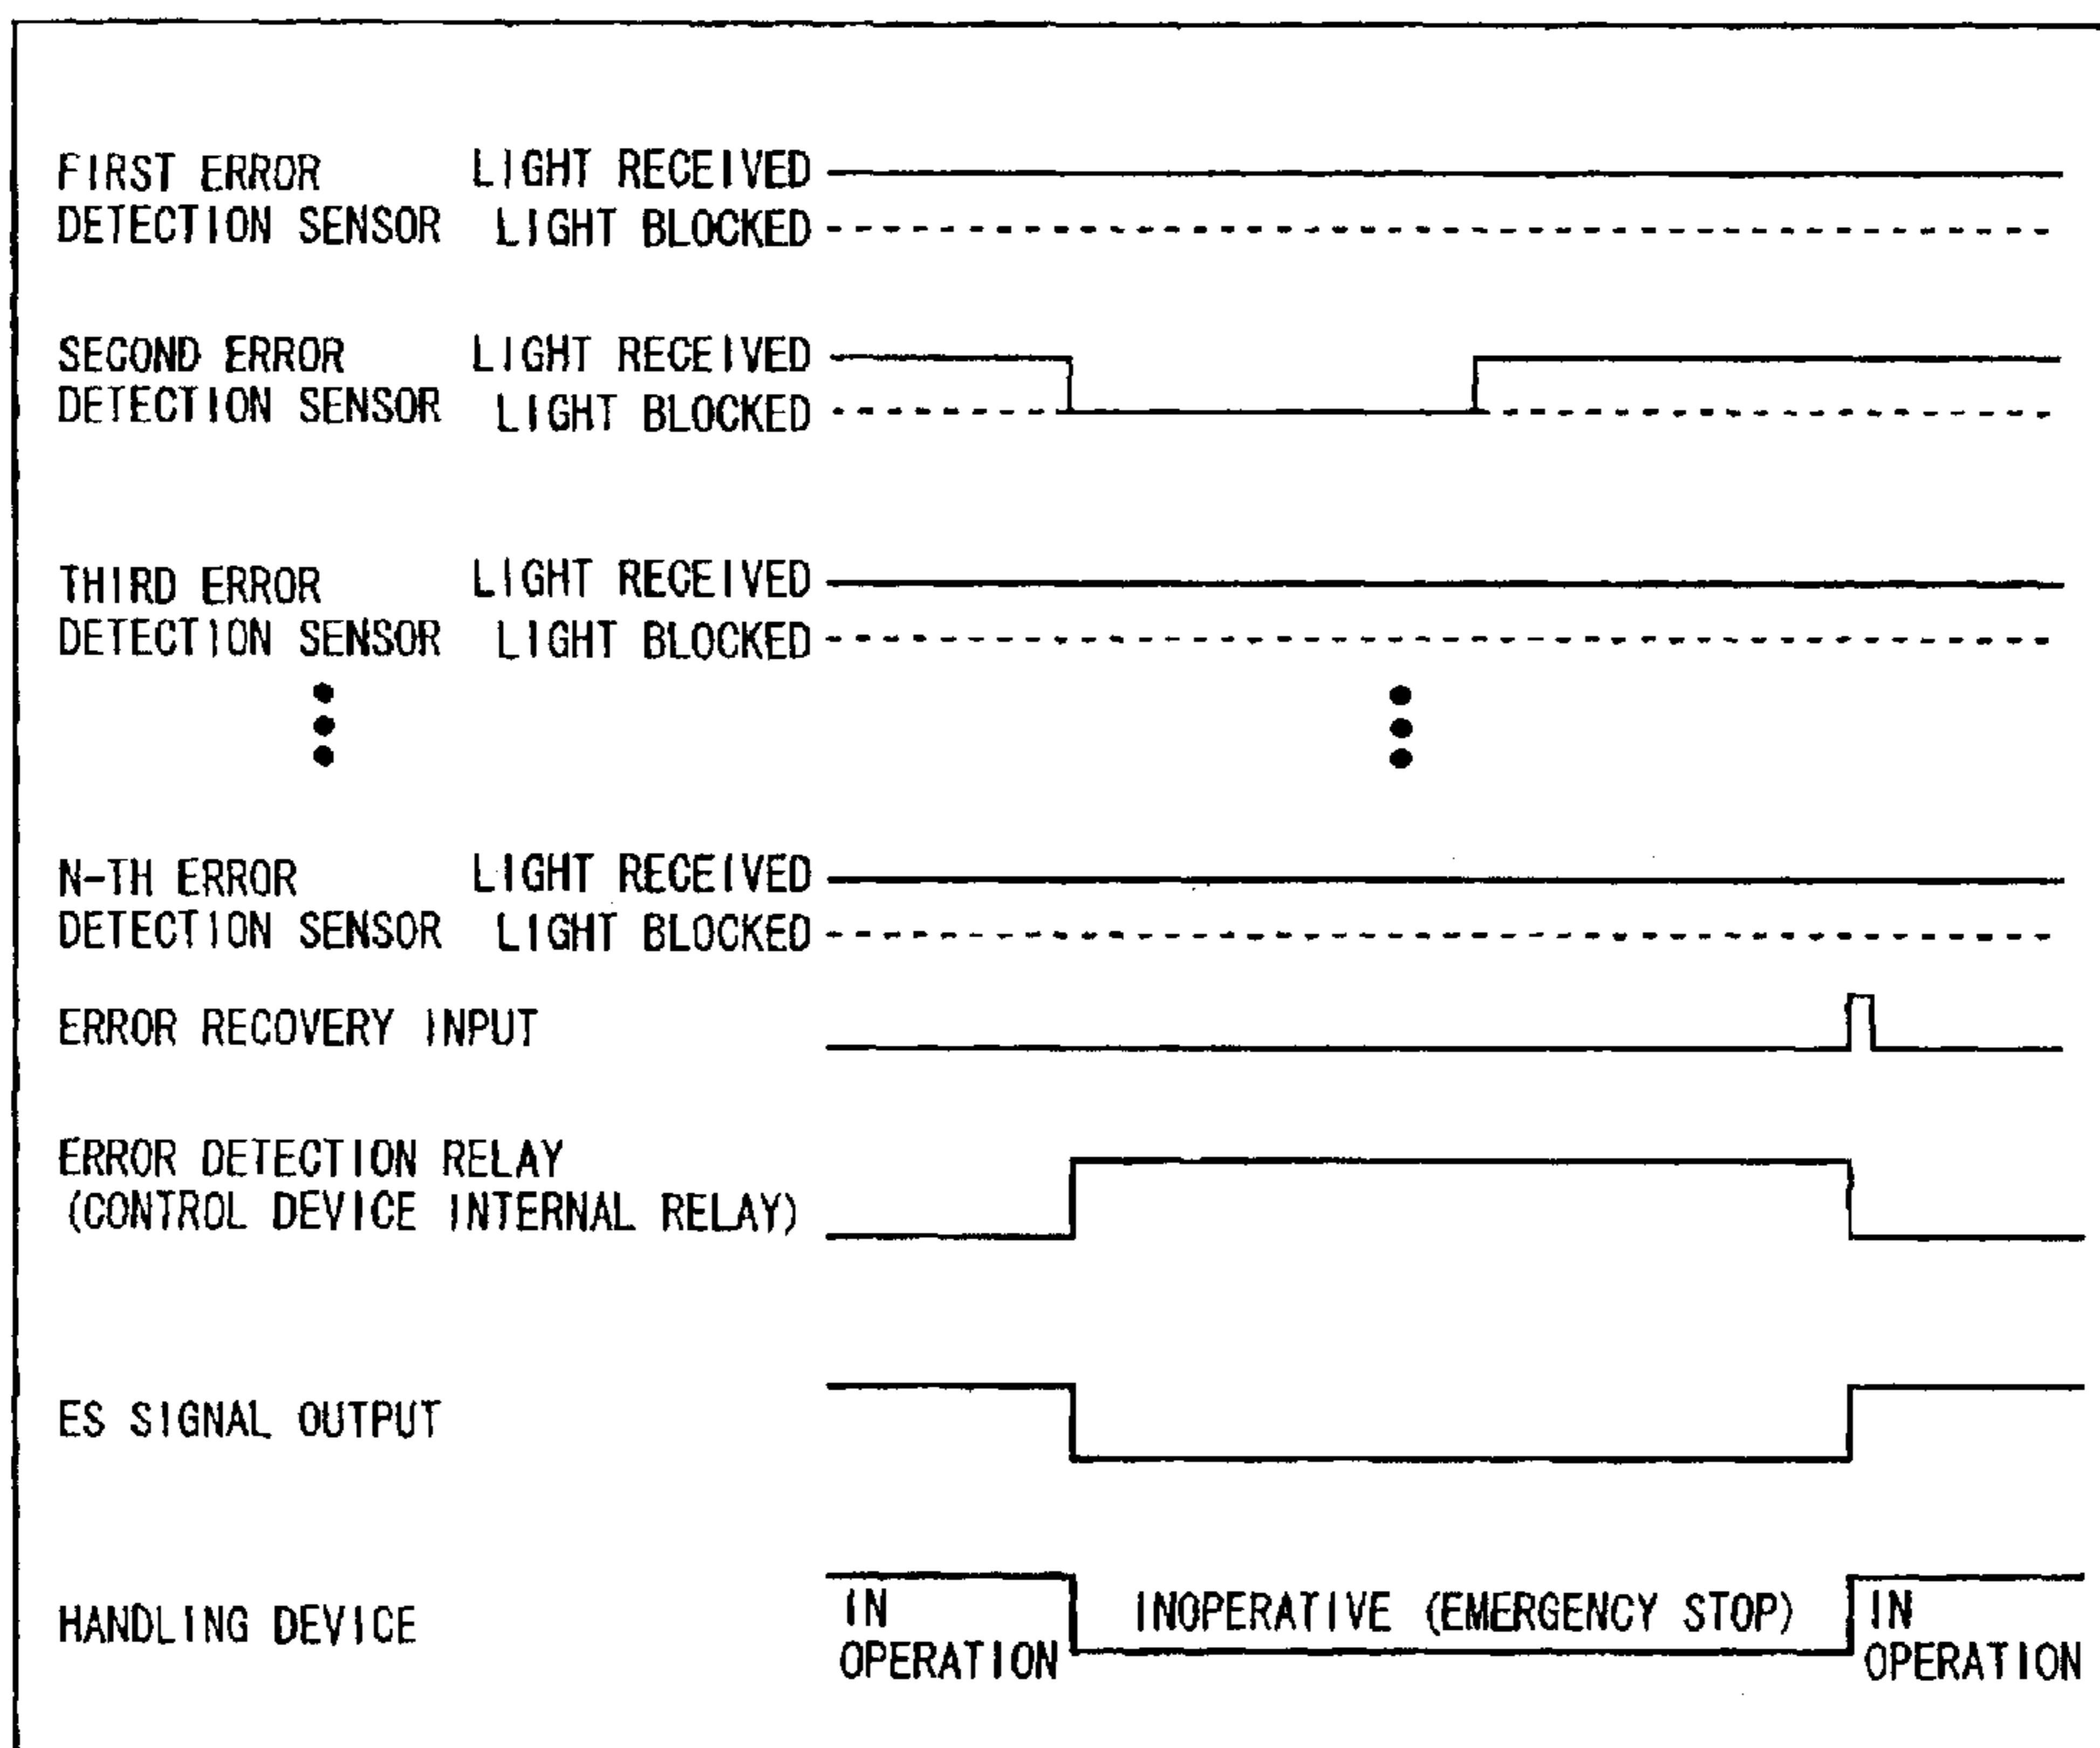 FIRST ERROR LIGHT RECEIVED
DETECTION SENSOR LIGHT BLOCKED
SECOND ERROR LIGHT RECEIVED
DETECTION SENSOR LIGHT BLOCKED
THIRD ERROR LIGHT RECEIVED
DETECTION SENSOR LIGHT BLOCKED
N-TH ERROR LIGHT RECEIVED
DETECTION SENSOR LIGHT BLOCKED
ERROR RECOVERY INPUT
ERROR DETECTION RELAY
(CONTROL DEVICE INTERNAL RELAY)
ES SIGNAL OUTPUT
HANDLING DEVICE
IN
OPERATION
INOPERATIVE (EMERGENCY STOP)
IN
OPERATION